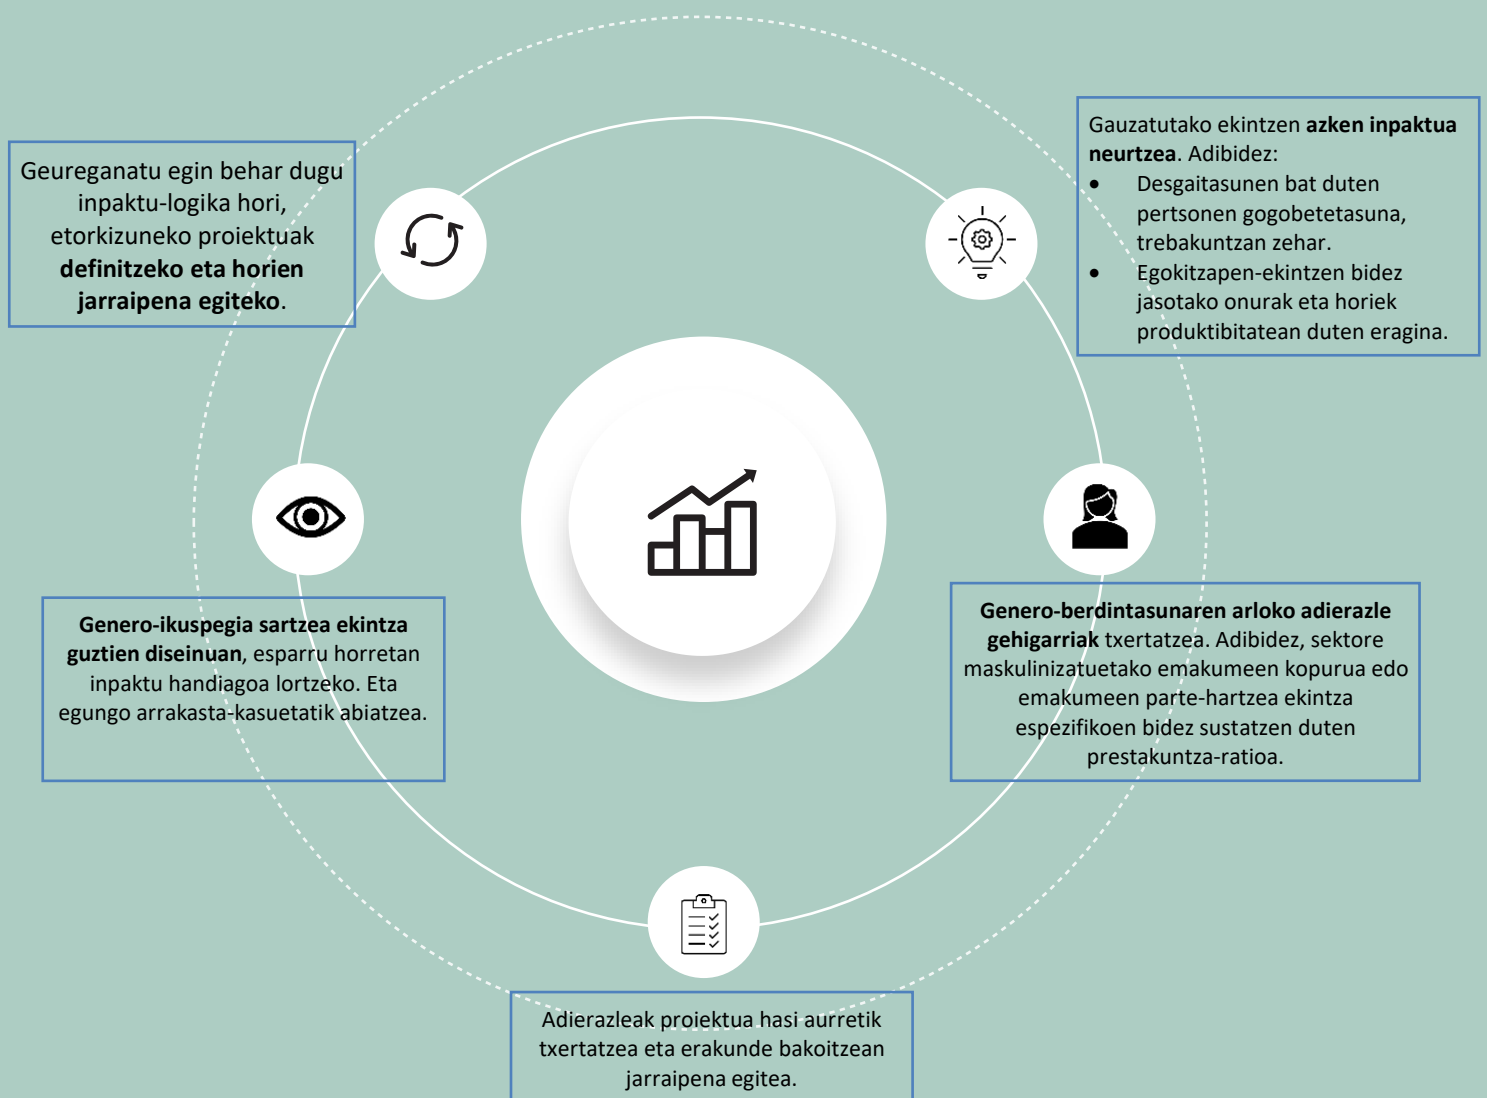 Geureganatu egin behar dugu
inpaktu-logika hori,
etorkizuneko proiektuak
definitzeko eta horien
jarraipena egiteko.
Gauzatutako ekintzen azken inpaktua
neurtzea. Adibidez:
• Desgaitasunen bat duten
pertsonen gogobetetasuna,
trebakuntzan zehar.
• Egokitzapen-ekintzen bidez
jasotako onurak eta horiek
produktibitatean duten eragina.
Genero-ikuspegia sartzea ekintza
guztien diseinuan, esparru horretan
inpaktu handiagoa lortzeko. Eta
egungo arrakasta-kasuetatik abiatzea.
Genero-berdintasunaren arloko adierazle
gehigarriak txertatzea. Adibidez, sektore
maskulinizatuetako emakumeen kopurua edo
emakumeen parte-hartzea ekintza
espezifikoen bidez sustatzen duten
prestakuntza-ratioa.
Adierazleak proiektua hasi aurretik
txertatzea eta erakunde bakoitzean
jarraipena egitea.